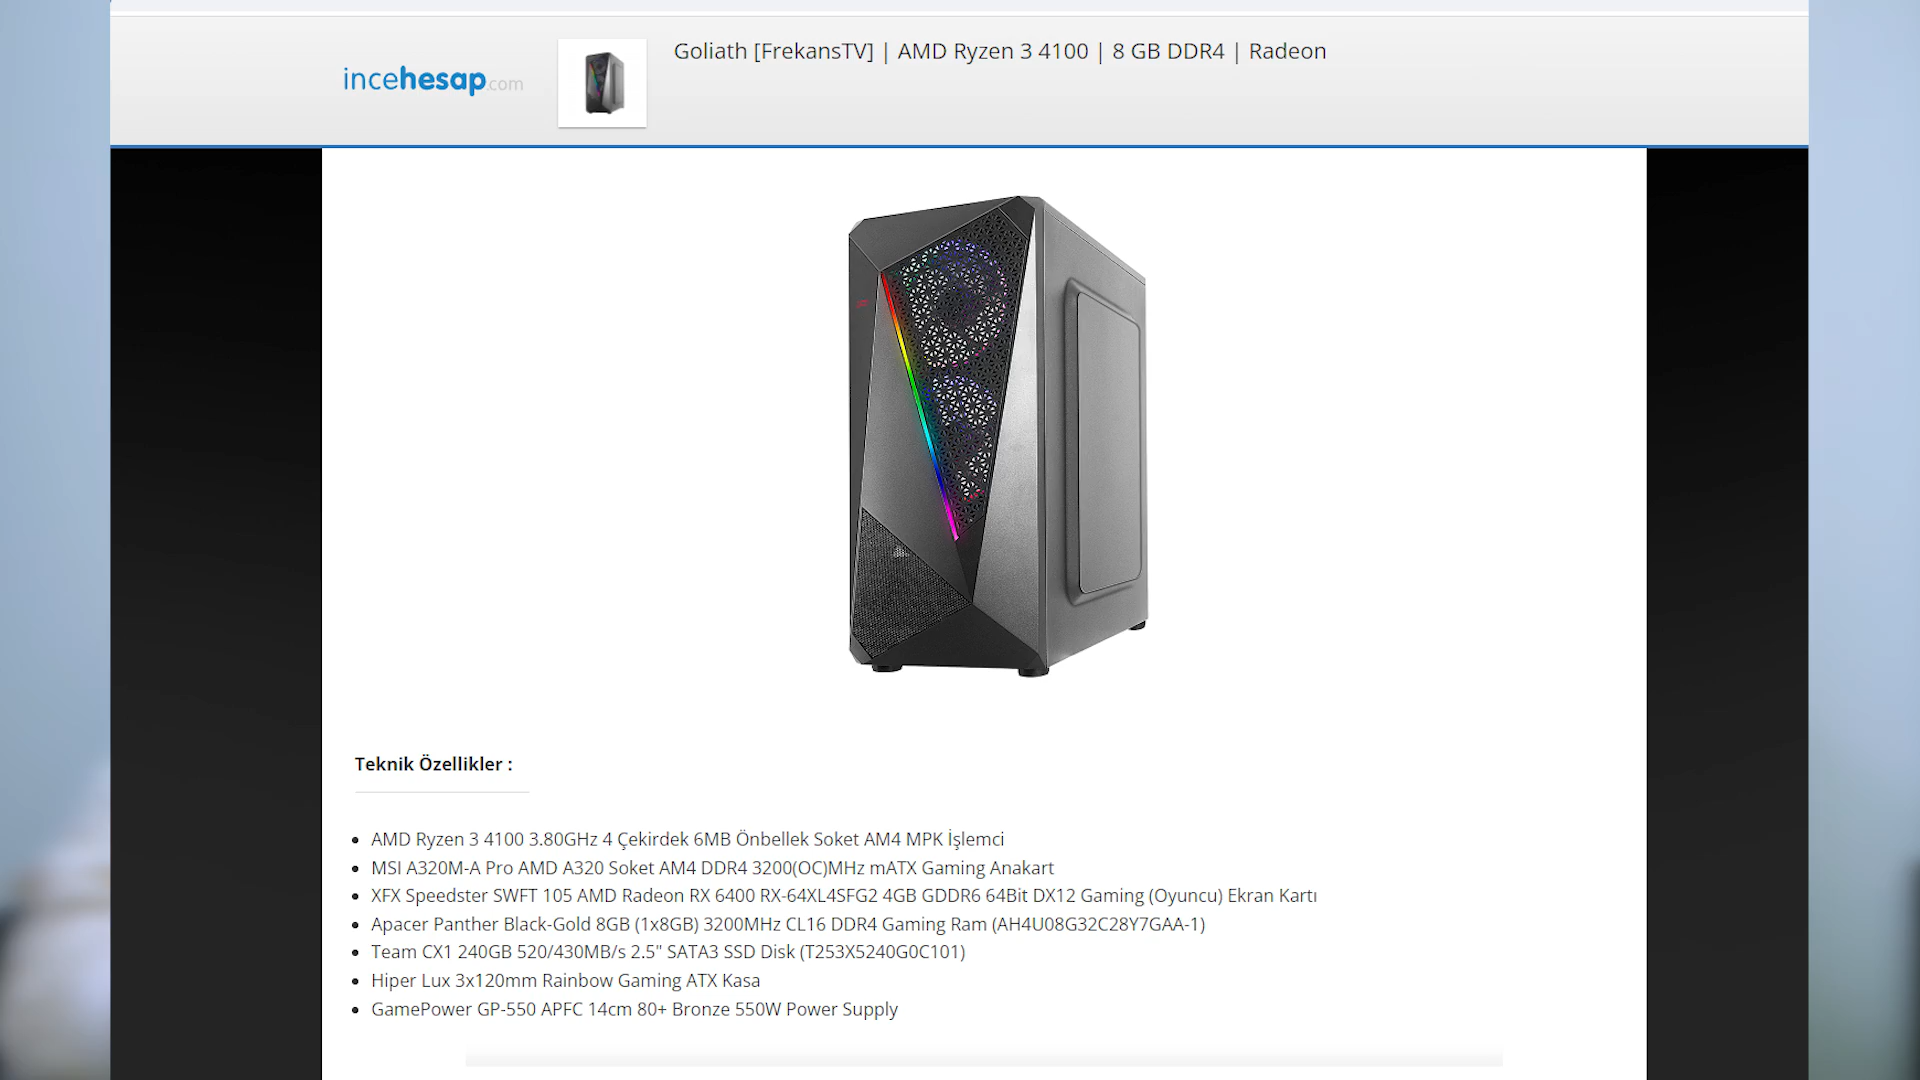 incehesap.com
Goliath [FrekansTV] | AMD Ryzen 3 4100 | 8 GB DDR4 | Radeon
Teknik Özellikler :
AMD Ryzen 3 4100 3.80GHz 4 Çekirdek 6MB Önbellek Soket AM4 MPK İşlemci
MSI A320M-A Pro AMD A320 Soket AM4 DDR4 3200(OC)MHz mATX Gaming Anakart
XFX Speedster SWFT 105 AMD Radeon RX 6400 RX-64XL4SFG2 4GB GDDR6 64Bit DX12 Gaming (Oyuncu) Ekran Kartı
Apacer Panther Black-Gold 8GB (1x8GB) 3200MHz CL16 DDR4 Gaming Ram (AH4U08G32C28Y7GAA-1)
Team CX1 240GB 520/430MB/s 2.5" SATA3 SSD Disk (T253X5240G0C101)
Hiper Lux 3x120mm Rainbow Gaming ATX Kasa
GamePower GP-550 APFC 14cm 80+ Bronze 550W Power Supply